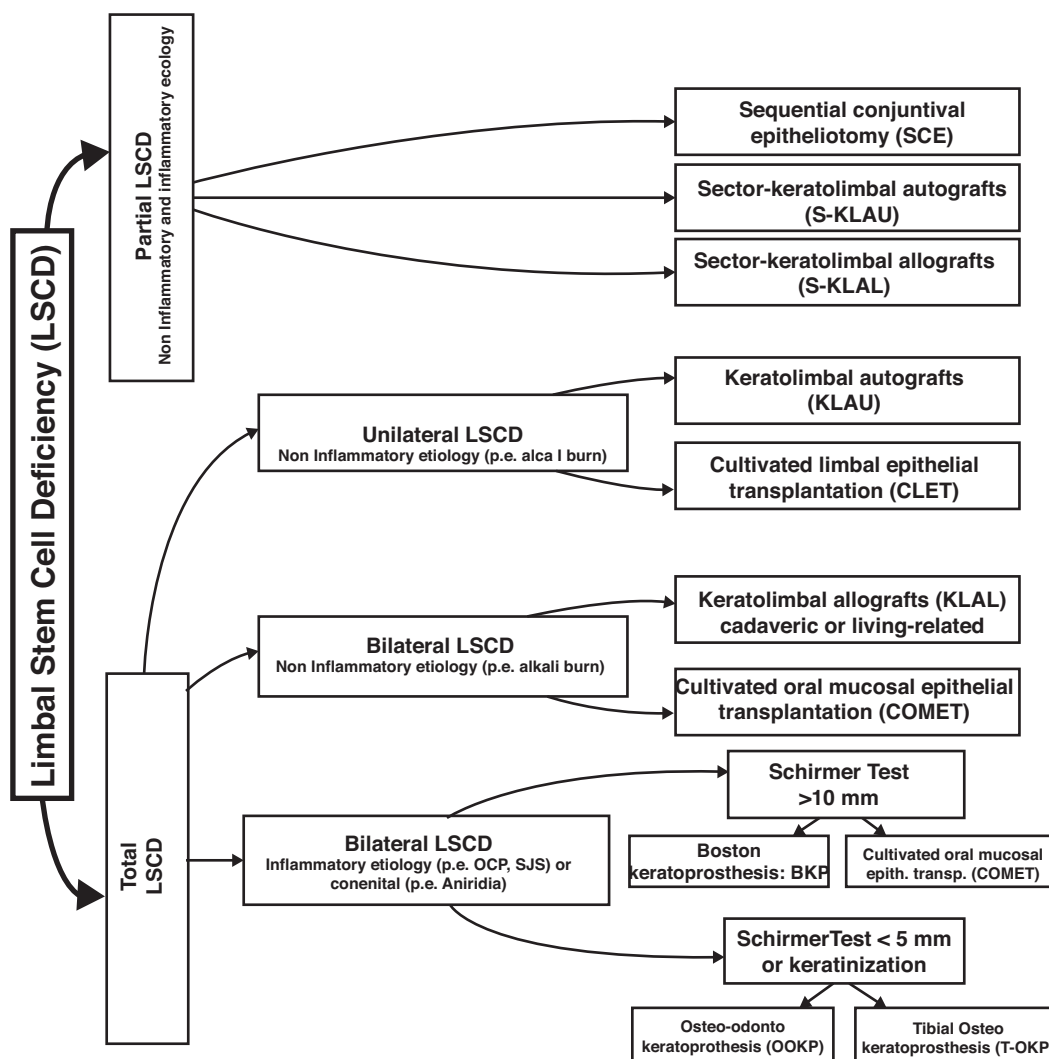 Limbal Stem Cell Deficiency (LSCD)
Partial LSCD
Non Inflammatory and inflammatory ecology
Sequential conjuntival
epitheliotomy (SCE)
Sector-keratolimbal autografts
(S-KLAU)
Sector-keratolimbal allografts
(S-KLAL)
Total
LSCD
Unilateral LSCD
Non Inflammatory etiology (p.e. alca I burn)
Keratolimbal autografts
(KLAU)
Cultivated limbal epithelial
transplantation (CLET)
Bilateral LSCD
Non Inflammatory etiology (p.e. alkali burn)
Keratolimbal allografts (KLAL)
cadaveric or living-related
Cultivated oral mucosal epithelial
transplantation (COMET)
Bilateral LSCD
Inflammatory etiology (p.e. OCP, SJS) or
conenital (p.e. Aniridia)
Schirmer Test
>10 mm
Boston
keratoprosthesis: BKP
Cultivated oral mucosal
epith. transp. (COMET)
SchirmerTest < 5 mm
or keratinization
Osteo-odonto
keratoprothesis (OOKP)
Tibial Osteo
keratoprosthesis (T-OKP